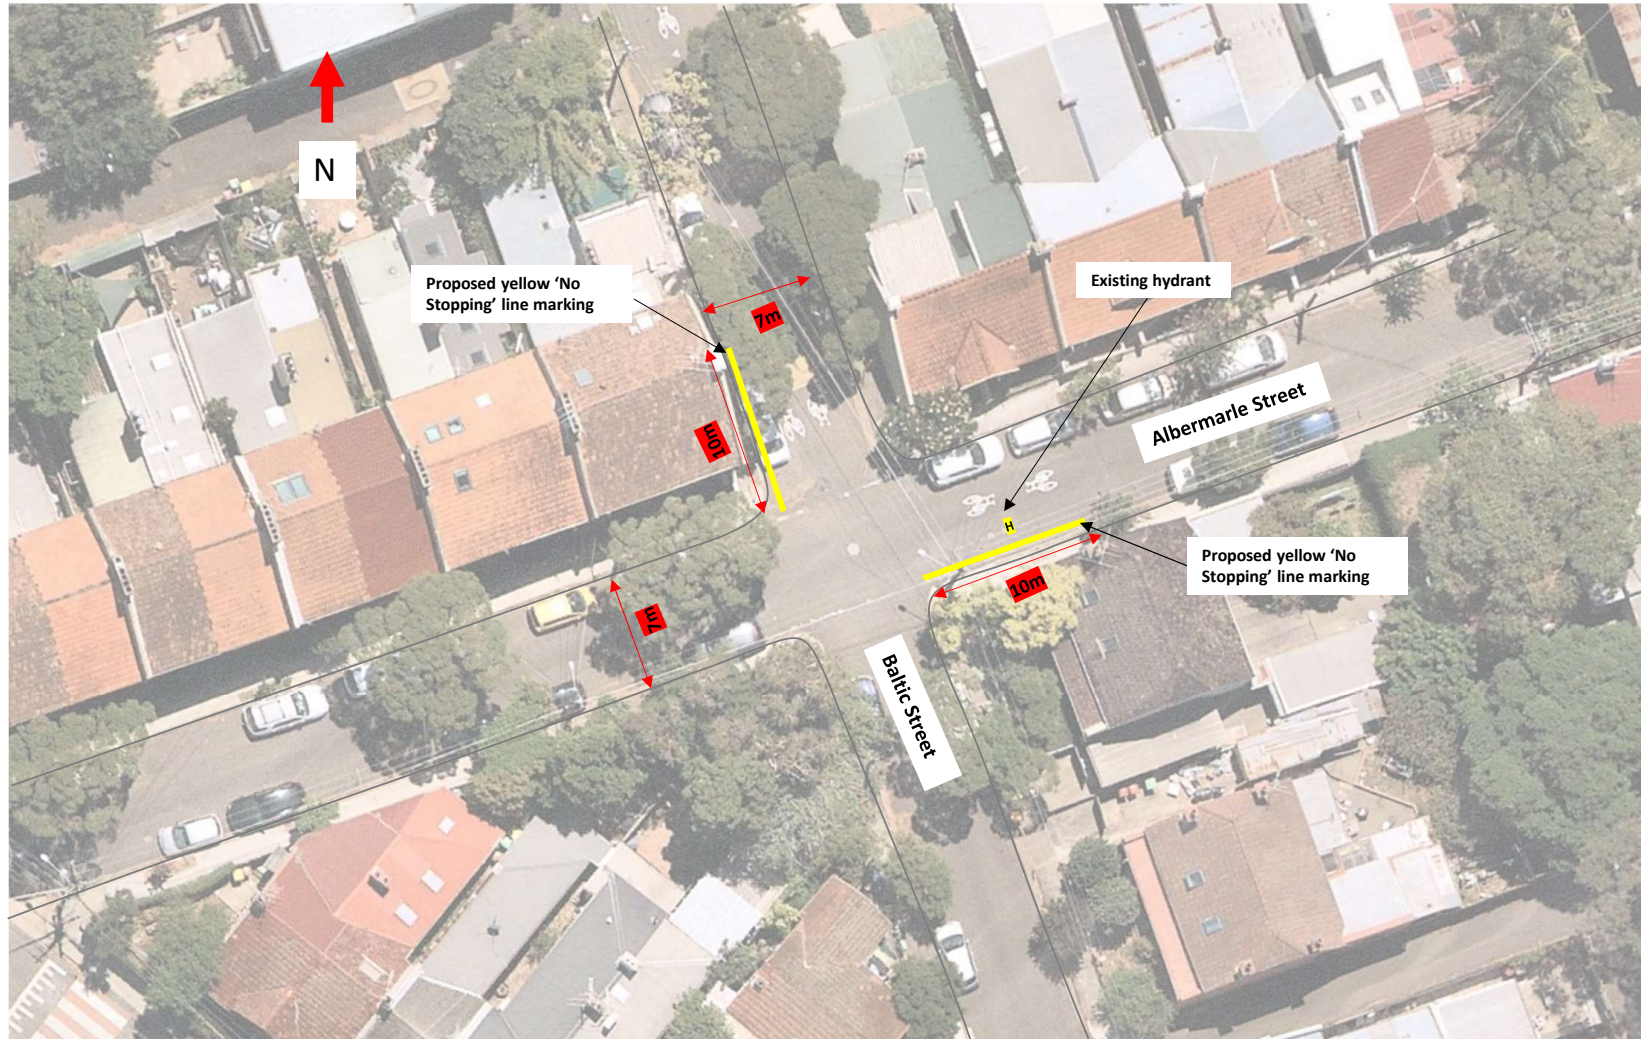 N
Proposed yellow ‘No
Stopping’ line marking
7m
Existing hydrant
10m
Albermarle Street
H
Proposed yellow ‘No
Stopping’ line marking
10m
7m
Baltic Street